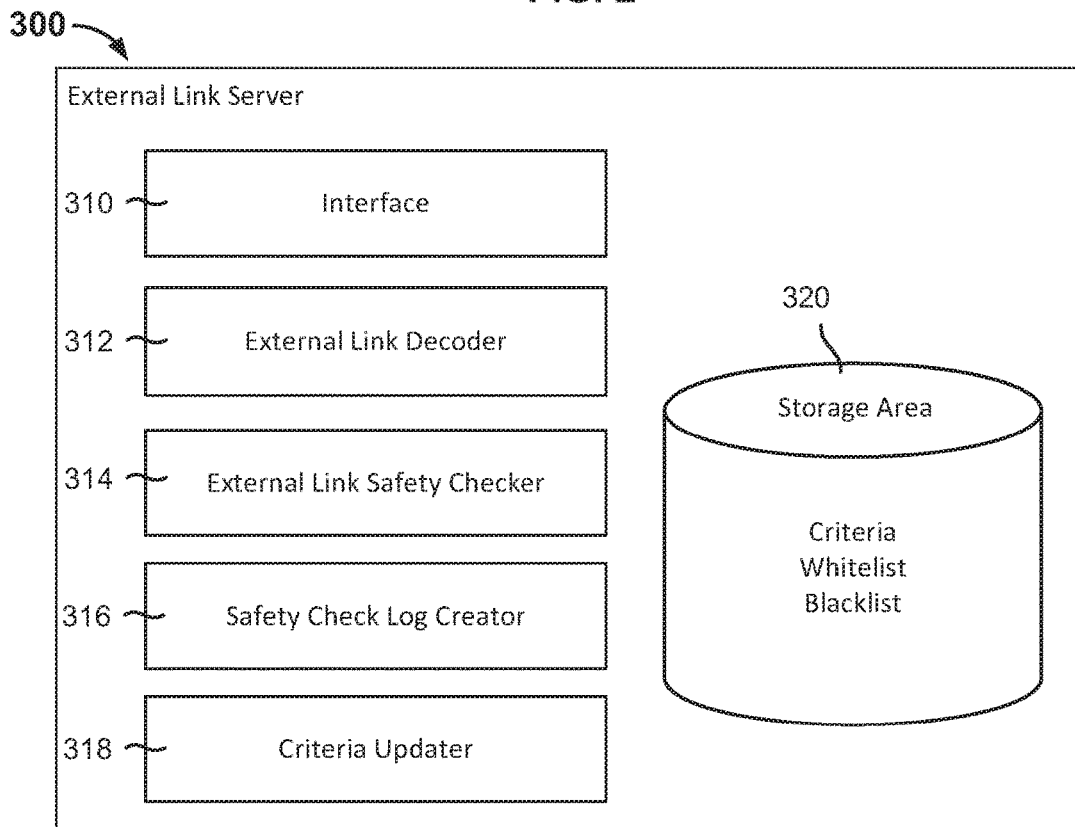 300
External Link Server
310
Interface
312
External Link Decoder
320
Storage Area
314
External Link Safety Checker
Criteria
Whitelist
Blacklist
316
Safety Check Log Creator
318
Criteria Updater